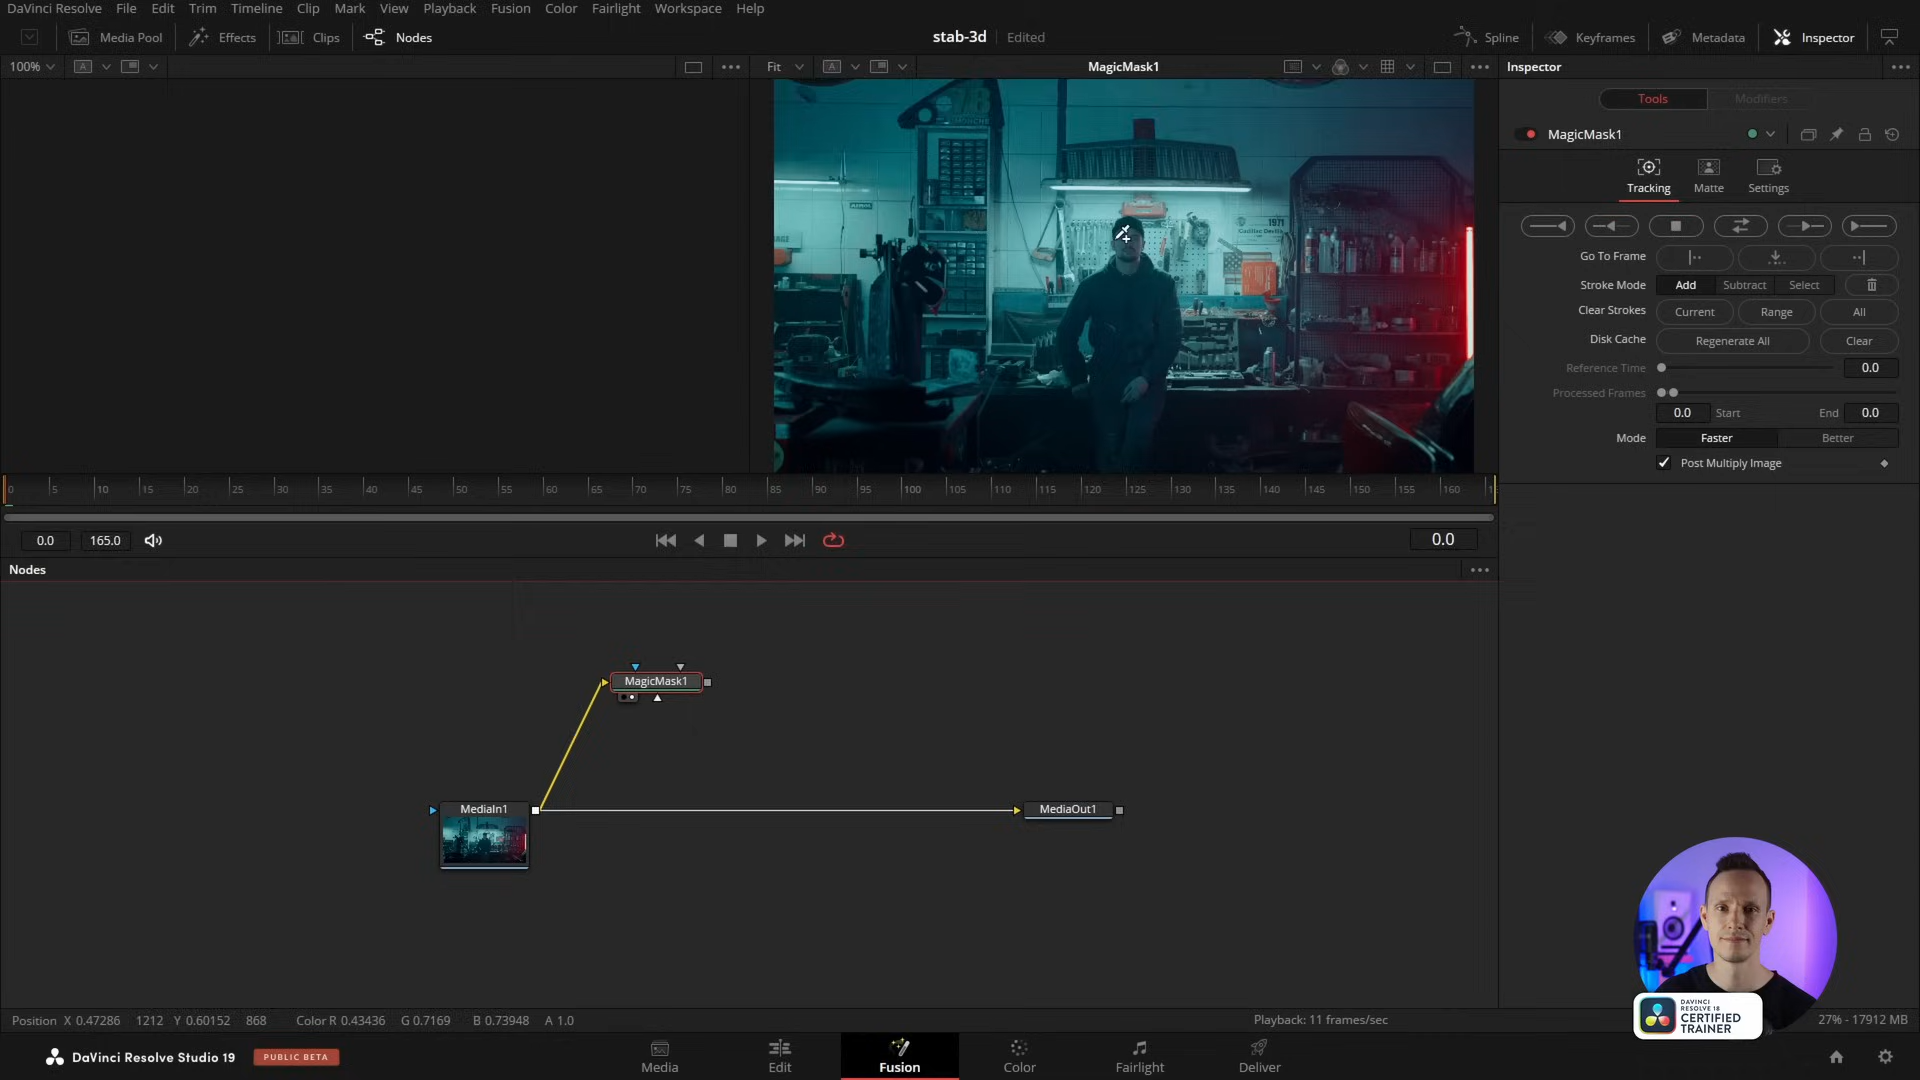 DaVinci Resolve File Edit Trim Timeline Clip Mark View Playback Fusion Color Fairlight Workspace Help
Media Pool Effects Clips Nodes stab-3d Edited Spline Keyframes Metadata Inspector
100% A Fit A MagicMask1 Inspector
Tools Modifiers
MagicMask1
Tracking Matte Settings
Go To Frame
Stroke Mode Add Subtract Select
Clear Strokes Current Range All
Disk Cache Regenerate All Clear
Reference Time 0.0
Processed Frames
0.0 Start End 0.0
Mode Faster Better
Post Multiply Image
1971
0 5 10 15 20 25 30 35 40 45 50 55 60 65 70 75 80 85 90 95 100 105 110 115 120 125 130 135 140 145 150 155 160
0.0 165.0 0.0
Nodes
MagicMask1
MediaIn1 MediaOut1
DAVINCI
RESOLVE 18
CERTIFIED
TRAINER
Position X 0.47286 1212 Y 0.60152 868 Color R 0.43436 G 0.7169 B 0.73948 A 1.0 Playback: 11 frames/sec 27% - 17912 MB
DaVinci Resolve Studio 19 PUBLIC BETA Media Edit Fusion Color Fairlight Deliver